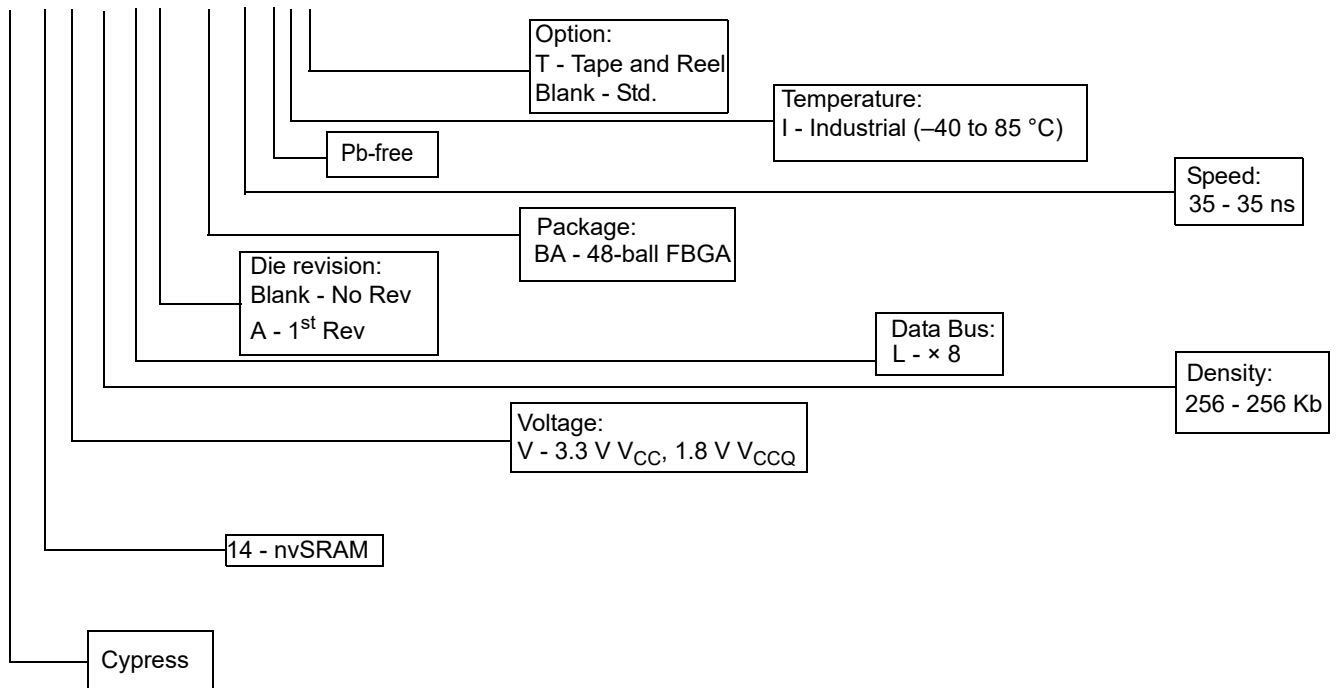 Option:
T - Tape and Reel
Blank - Std.
Temperature:
I - Industrial (–40 to 85 °C)
Pb-free
Speed:
35 - 35 ns
Package:
BA - 48-ball FBGA
Die revision:
Blank - No Rev
A - 1st Rev
Data Bus:
L - × 8
Density:
256 - 256 Kb
Voltage:
V - 3.3 V VCC, 1.8 V VCCQ
14 - nvSRAM
Cypress